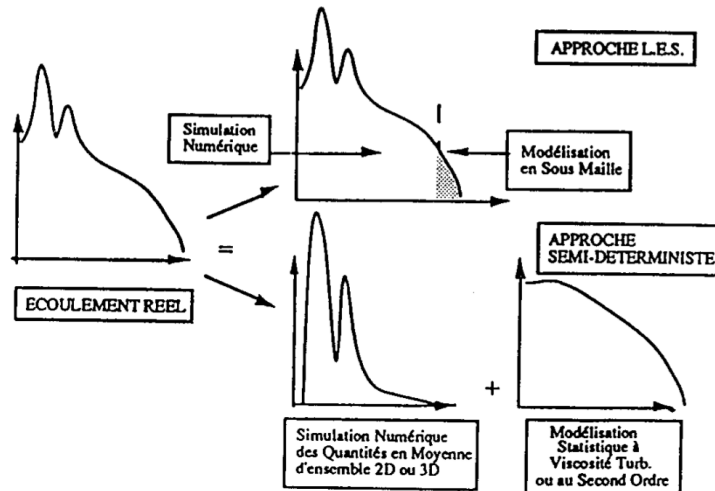 APPROCHE L.E.S.
Simulation
Numérique
Modélisation
en Sous Maille
=
ECOULEMENT REEL
APPROCHE
SEMI-DETERMINISTE
+
Simulation Numérique
des Quantités en Moyenne
d'ensemble 2D ou 3D
Modélisation
Statistique à
Viscosité Turb.
ou au Second Ordre